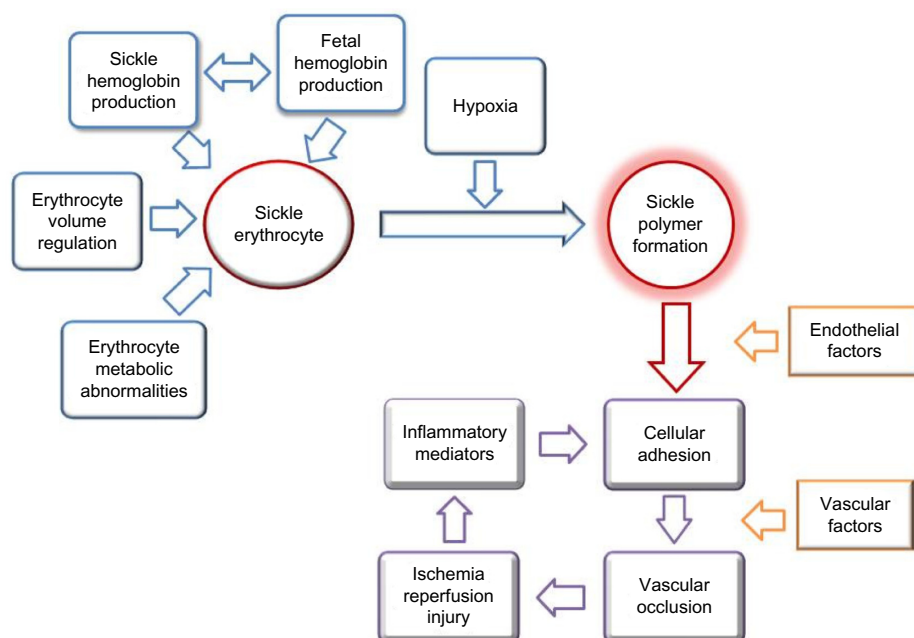 Sickle
hemoglobin
production
Fetal
hemoglobin
production
Hypoxia
Erythrocyte
volume
regulation
Sickle
erythrocyte
Sickle
polymer
formation
Erythrocyte
metabolic
abnormalities
Endothelial
factors
Inflammatory
mediators
Cellular
adhesion
Vascular
factors
Ischemia
reperfusion
injury
Vascular
occlusion